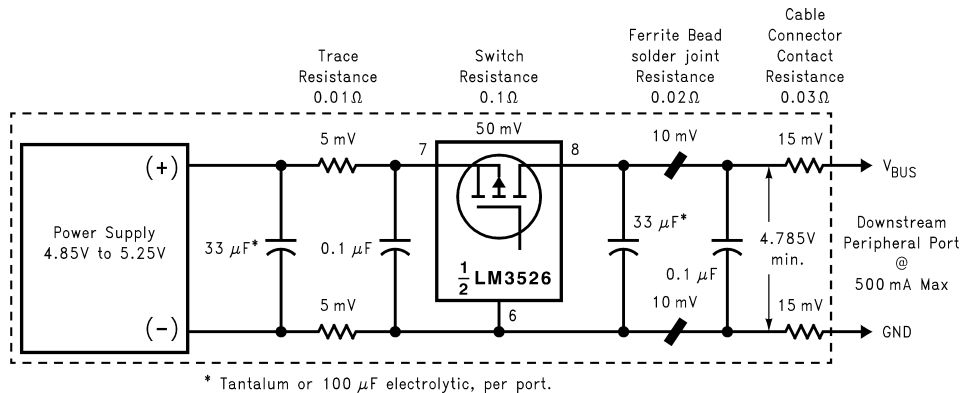 Trace
Resistance
0.01Ω
Switch
Resistance
0.1Ω
Ferrite Bead
solder joint
Resistance
0.02Ω
Cable
Connector
Contact
Resistance
0.03Ω
5 mV
50 mV
10 mV
15 mV
7
8
(+)
V_BUS
Power Supply
4.85V to 5.25V
33 µF*
0.1 µF
1/2 LM3526
33 µF*
0.1 µF
4.785V
min.
Downstream
Peripheral Port
@
500 mA Max
5 mV
6
10 mV
15 mV
(-)
GND
* Tantalum or 100 µF electrolytic, per port.